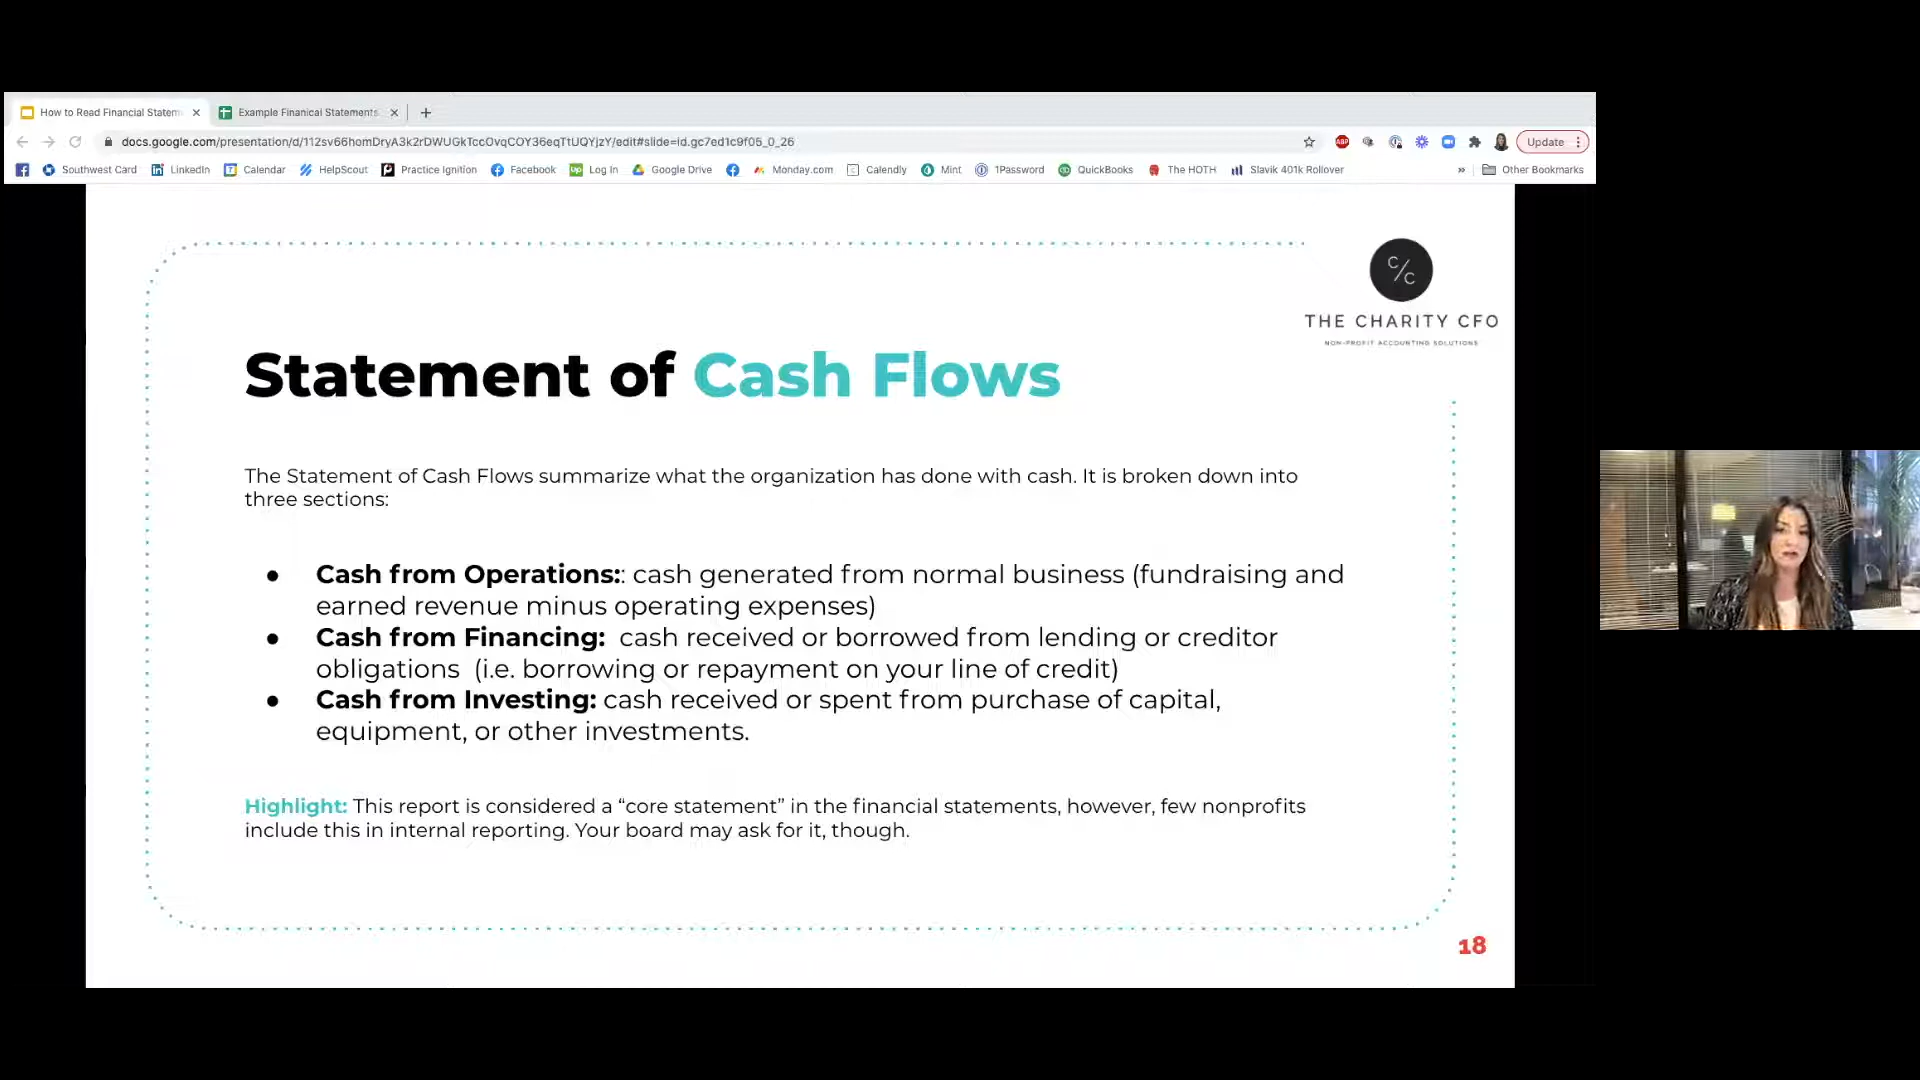 How to Read Financial Statem
Example Finanical Statements
docs.google.com/presentation/d/112sv66homDryA3k2rDWUGkTccOvqCOY36eqTtUQYjzY/edit#slide=id.gc7ed1c9f05_0_26
ABP
Update
Southwest Card LinkedIn Calendar HelpScout Practice Ignition Facebook Log In Google Drive Monday.com Calendly Mint 1Password QuickBooks The HOTH Slavik 401k Rollover » Other Bookmarks
C/C
THE CHARITY CFO
NON-PROFIT ACCOUNTING SOLUTIONS
Statement of Cash Flows
The Statement of Cash Flows summarize what the organization has done with cash. It is broken down into
three sections:
● Cash from Operations:: cash generated from normal business (fundraising and
earned revenue minus operating expenses)
● Cash from Financing: cash received or borrowed from lending or creditor
obligations (i.e. borrowing or repayment on your line of credit)
● Cash from Investing: cash received or spent from purchase of capital,
equipment, or other investments.
Highlight: This report is considered a “core statement” in the financial statements, however, few nonprofits
include this in internal reporting. Your board may ask for it, though.
18